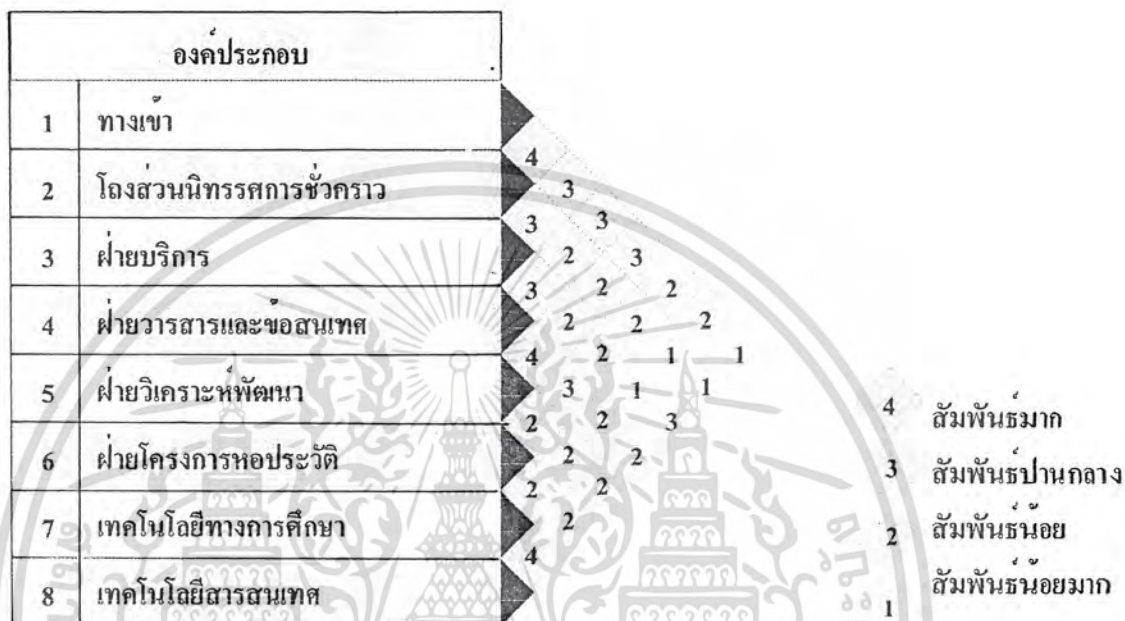 องค์ประกอบ
1 ทางเข้า
4
2 โถงส่วนนิทรรศการชั่วคราว 3
3 3
3 ฝ่ายบริการ 2 3
3 2 2
4 ฝ่ายวารสารและข้อสนเทศ 2 2 2
4 2 1 1
5 ฝ่ายวิเคราะห์พัฒนา 3 1 1
2 2 3
6 ฝ่ายโครงการหอประวัติ 2 2
2 2
7 เทคโนโลยีทางการศึกษา 2
4
8 เทคโนโลยีสารสนเทศ
4 สัมพันธ์มาก
3 สัมพันธ์ปานกลาง
2 สัมพันธ์น้อย
1 สัมพันธ์น้อยมาก